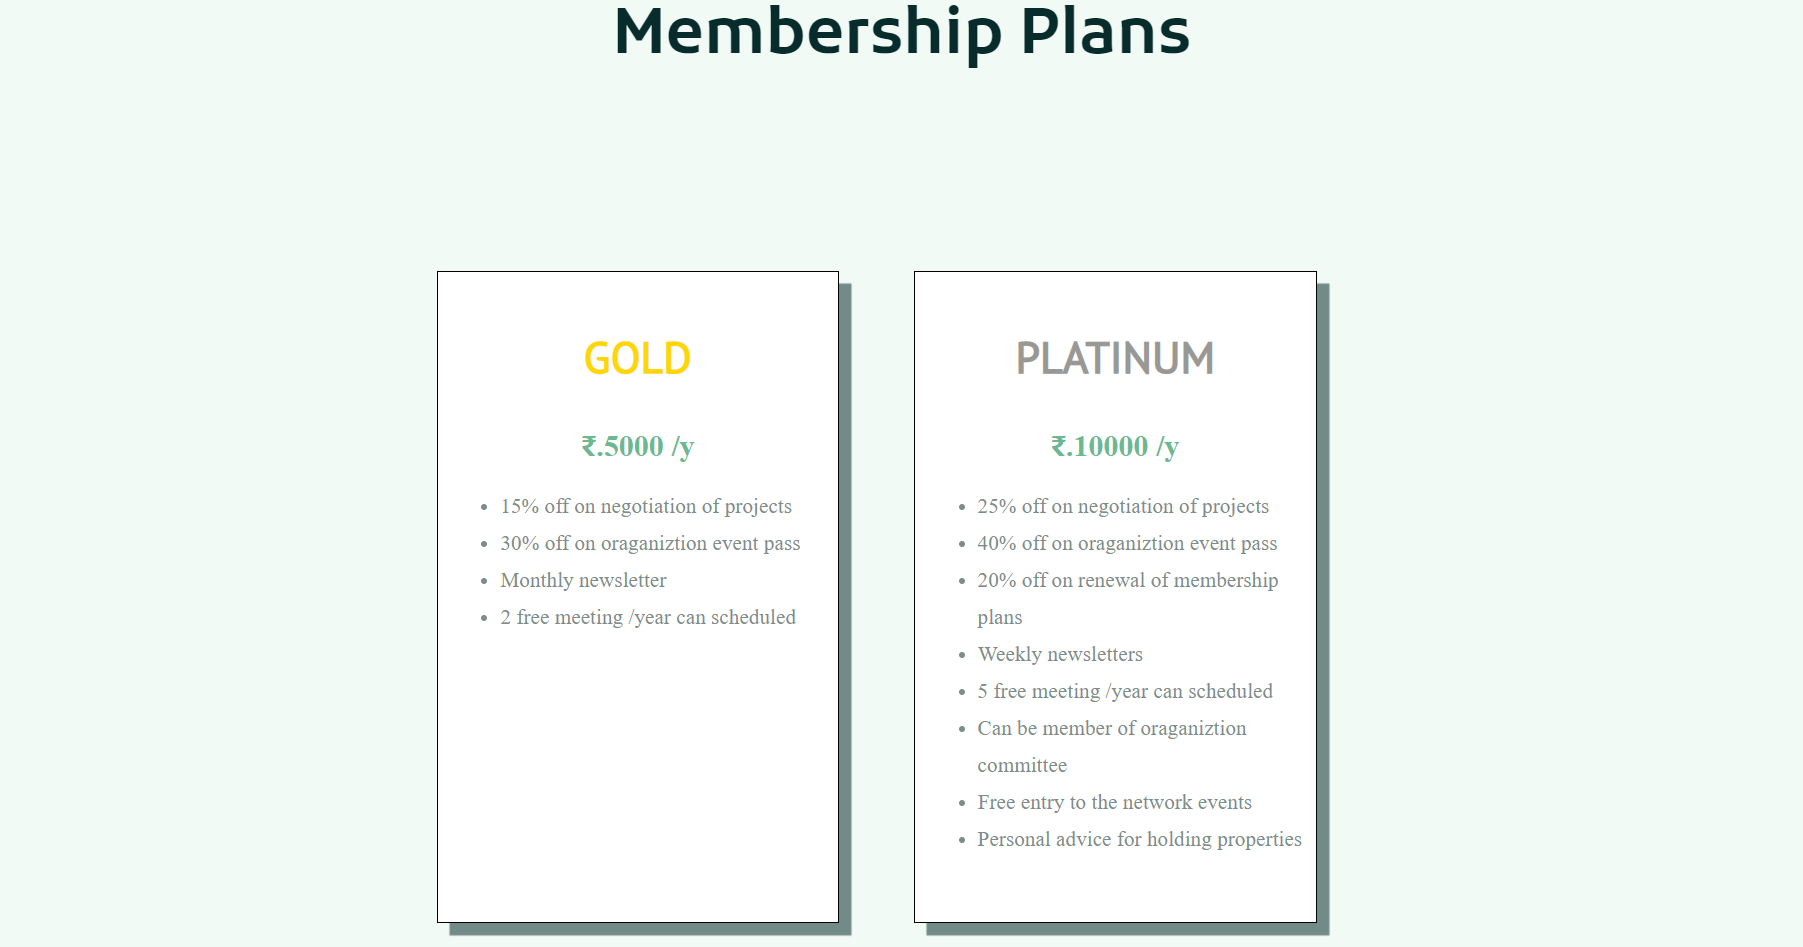 Membership Plans
GOLD
₹.5000 /y
15% off on negotiation of projects
30% off on oraganiztion event pass
Monthly newsletter
2 free meeting /year can scheduled
PLATINUM
₹.10000 /y
25% off on negotiation of projects
40% off on oraganiztion event pass
20% off on renewal of membership
plans
Weekly newsletters
5 free meeting /year can scheduled
Can be member of oraganiztion
committee
Free entry to the network events
Personal advice for holding properties